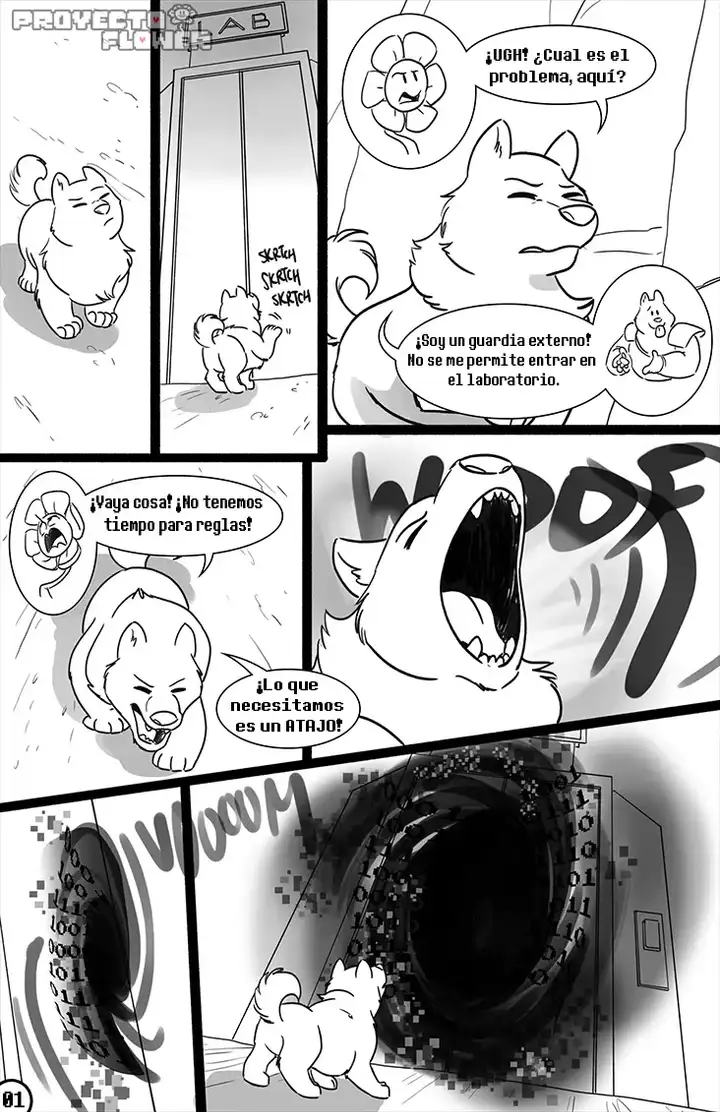 PROYECTO
FLOWER
LAB
¡UGH! ¿Cual es el
problema, aquí?
SKRTCH
SKRTCH
SKRTCH
¡Soy un guardia externo!
No se me permite entrar en
el laboratorio.
¡Vaya cosa! ¡No tenemos
tiempo para reglas!
WOOF
¡Lo que
necesitamos
es un ATAJO!
VOOOOM
01